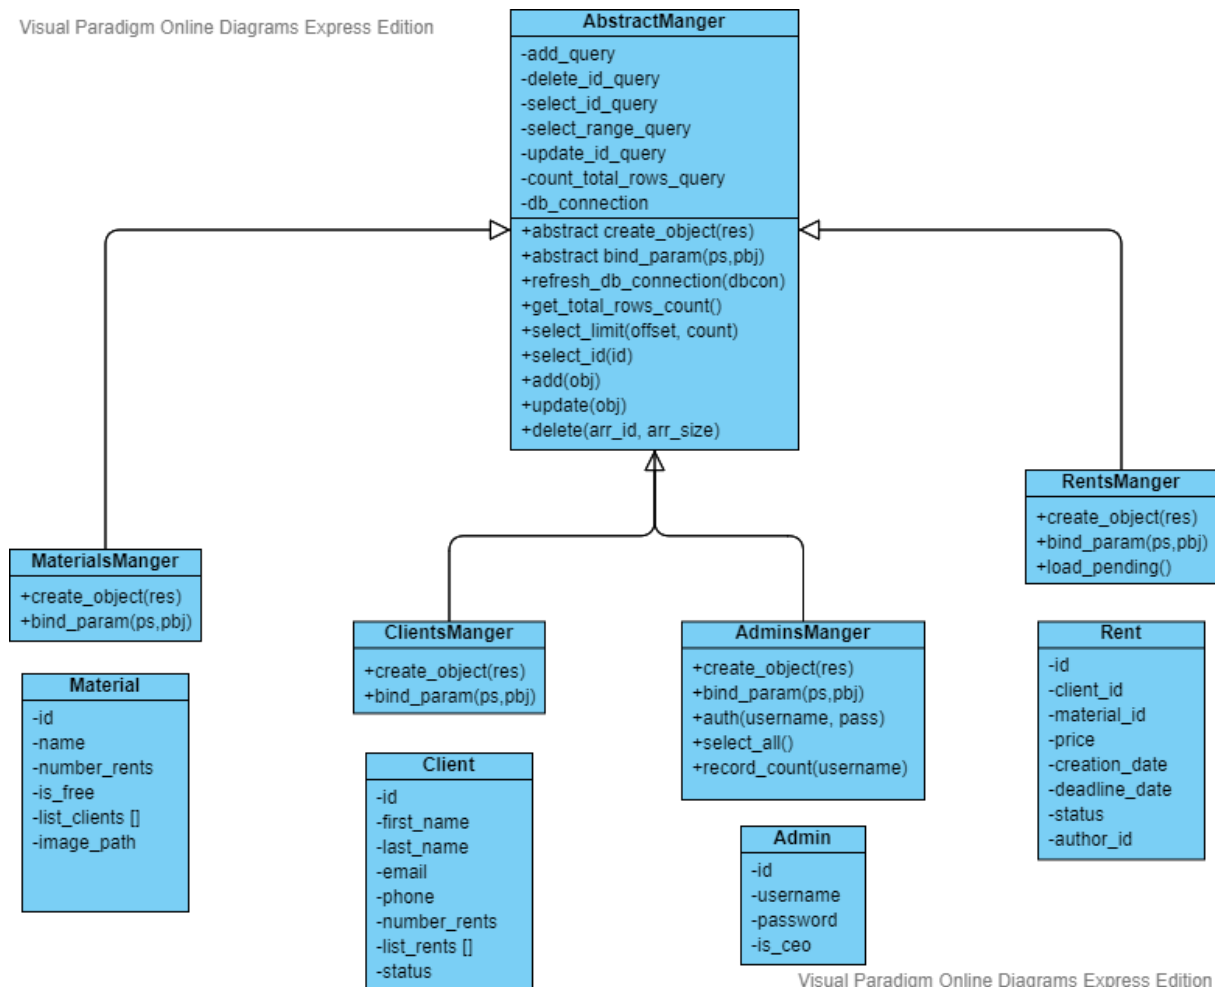 Visual Paradigm Online Diagrams Express Edition
AbstractManger
-add_query
-delete_id_query
-select_id_query
-select_range_query
-update_id_query
-count_total_rows_query
-db_connection
+abstract create_object(res)
+abstract bind_param(ps,pbj)
+refresh_db_connection(dbcon)
+get_total_rows_count()
+select_limit(offset, count)
+select_id(id)
+add(obj)
+update(obj)
+delete(arr_id, arr_size)
MaterialsManger
+create_object(res)
+bind_param(ps,pbj)
Material
-id
-name
-number_rents
-is_free
-list_clients []
-image_path
ClientsManger
+create_object(res)
+bind_param(ps,pbj)
Client
-id
-first_name
-last_name
-email
-phone
-number_rents
-list_rents []
-status
AdminsManger
+create_object(res)
+bind_param(ps,pbj)
+auth(username, pass)
+select_all()
+record_count(username)
Admin
-id
-username
-password
-is_ceo
RentsManger
+create_object(res)
+bind_param(ps,pbj)
+load_pending()
Rent
-id
-client_id
-material_id
-price
-creation_date
-deadline_date
-status
-author_id
Visual Paradigm Online Diagrams Express Edition